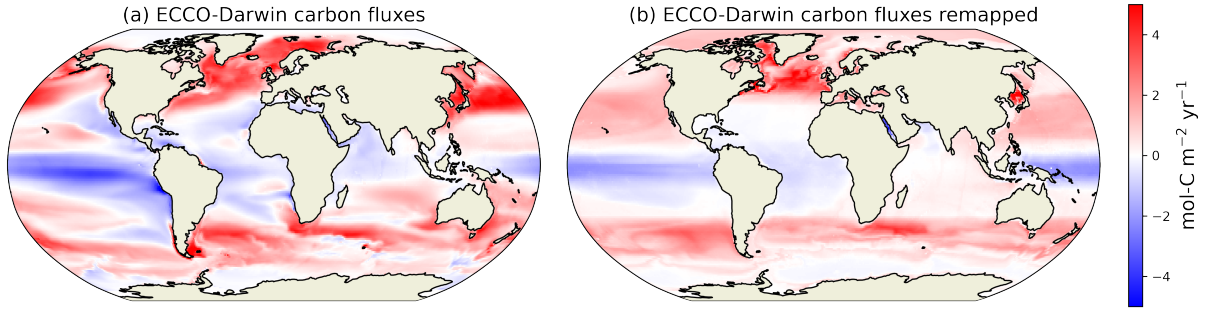 (a) ECCO-Darwin carbon fluxes
(b) ECCO-Darwin carbon fluxes remapped
4
2
0
−2
−4
mol-C m⁻² yr⁻¹